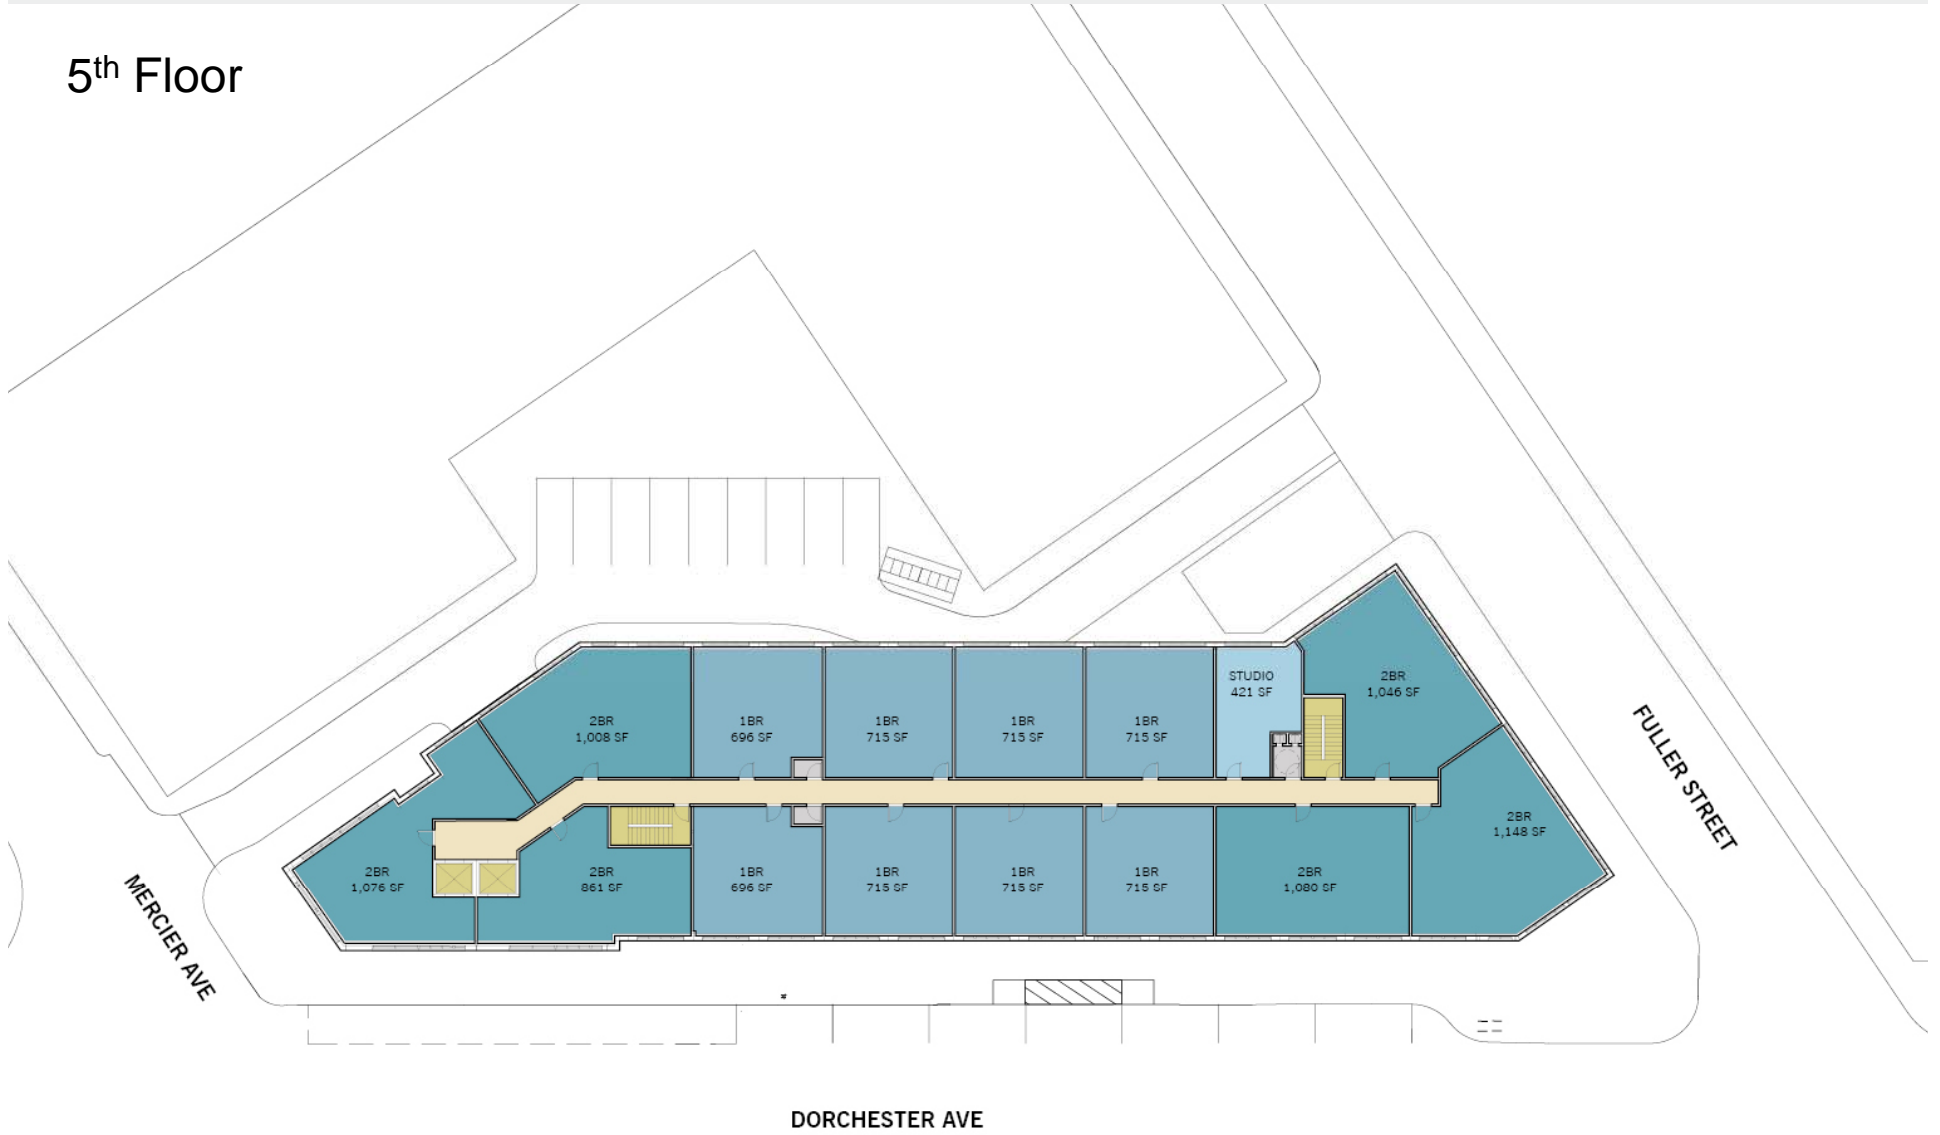 5th Floor
STUDIO
421 SF
2BR
1,046 SF
2BR
1,008 SF
1BR
696 SF
1BR
715 SF
1BR
715 SF
1BR
715 SF
2BR
1,148 SF
2BR
1,076 SF
2BR
861 SF
1BR
696 SF
1BR
715 SF
1BR
715 SF
1BR
715 SF
2BR
1,080 SF
FULLER STREET
MERCIER AVE
DORCHESTER AVE